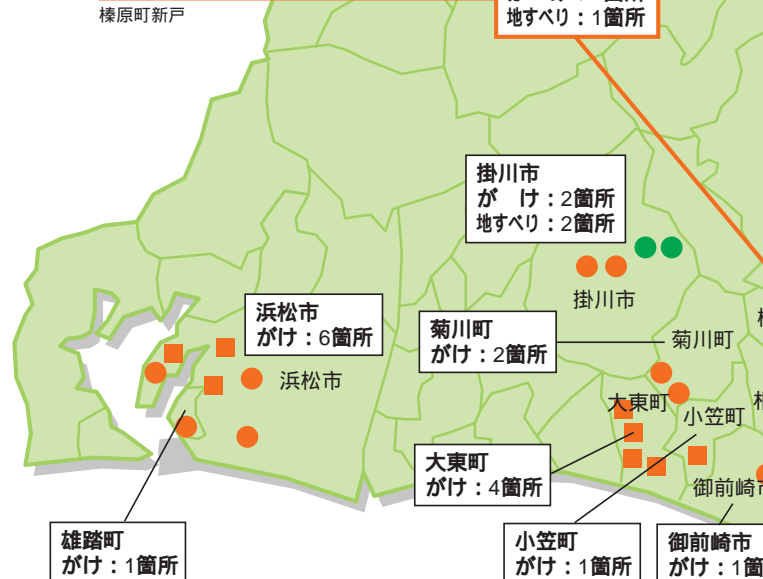 榛原町新戸
地すべり：1箇所
掛川市
が　け：2箇所
地すべり：2箇所
掛川市
浜松市
がけ：6箇所
浜松市
菊川町
がけ：2箇所
菊川町
大東町
小笠町
大東町
がけ：4箇所
御前崎市
雄踏町
がけ：1箇所
小笠町
がけ：1箇所
御前崎市
がけ：1箇